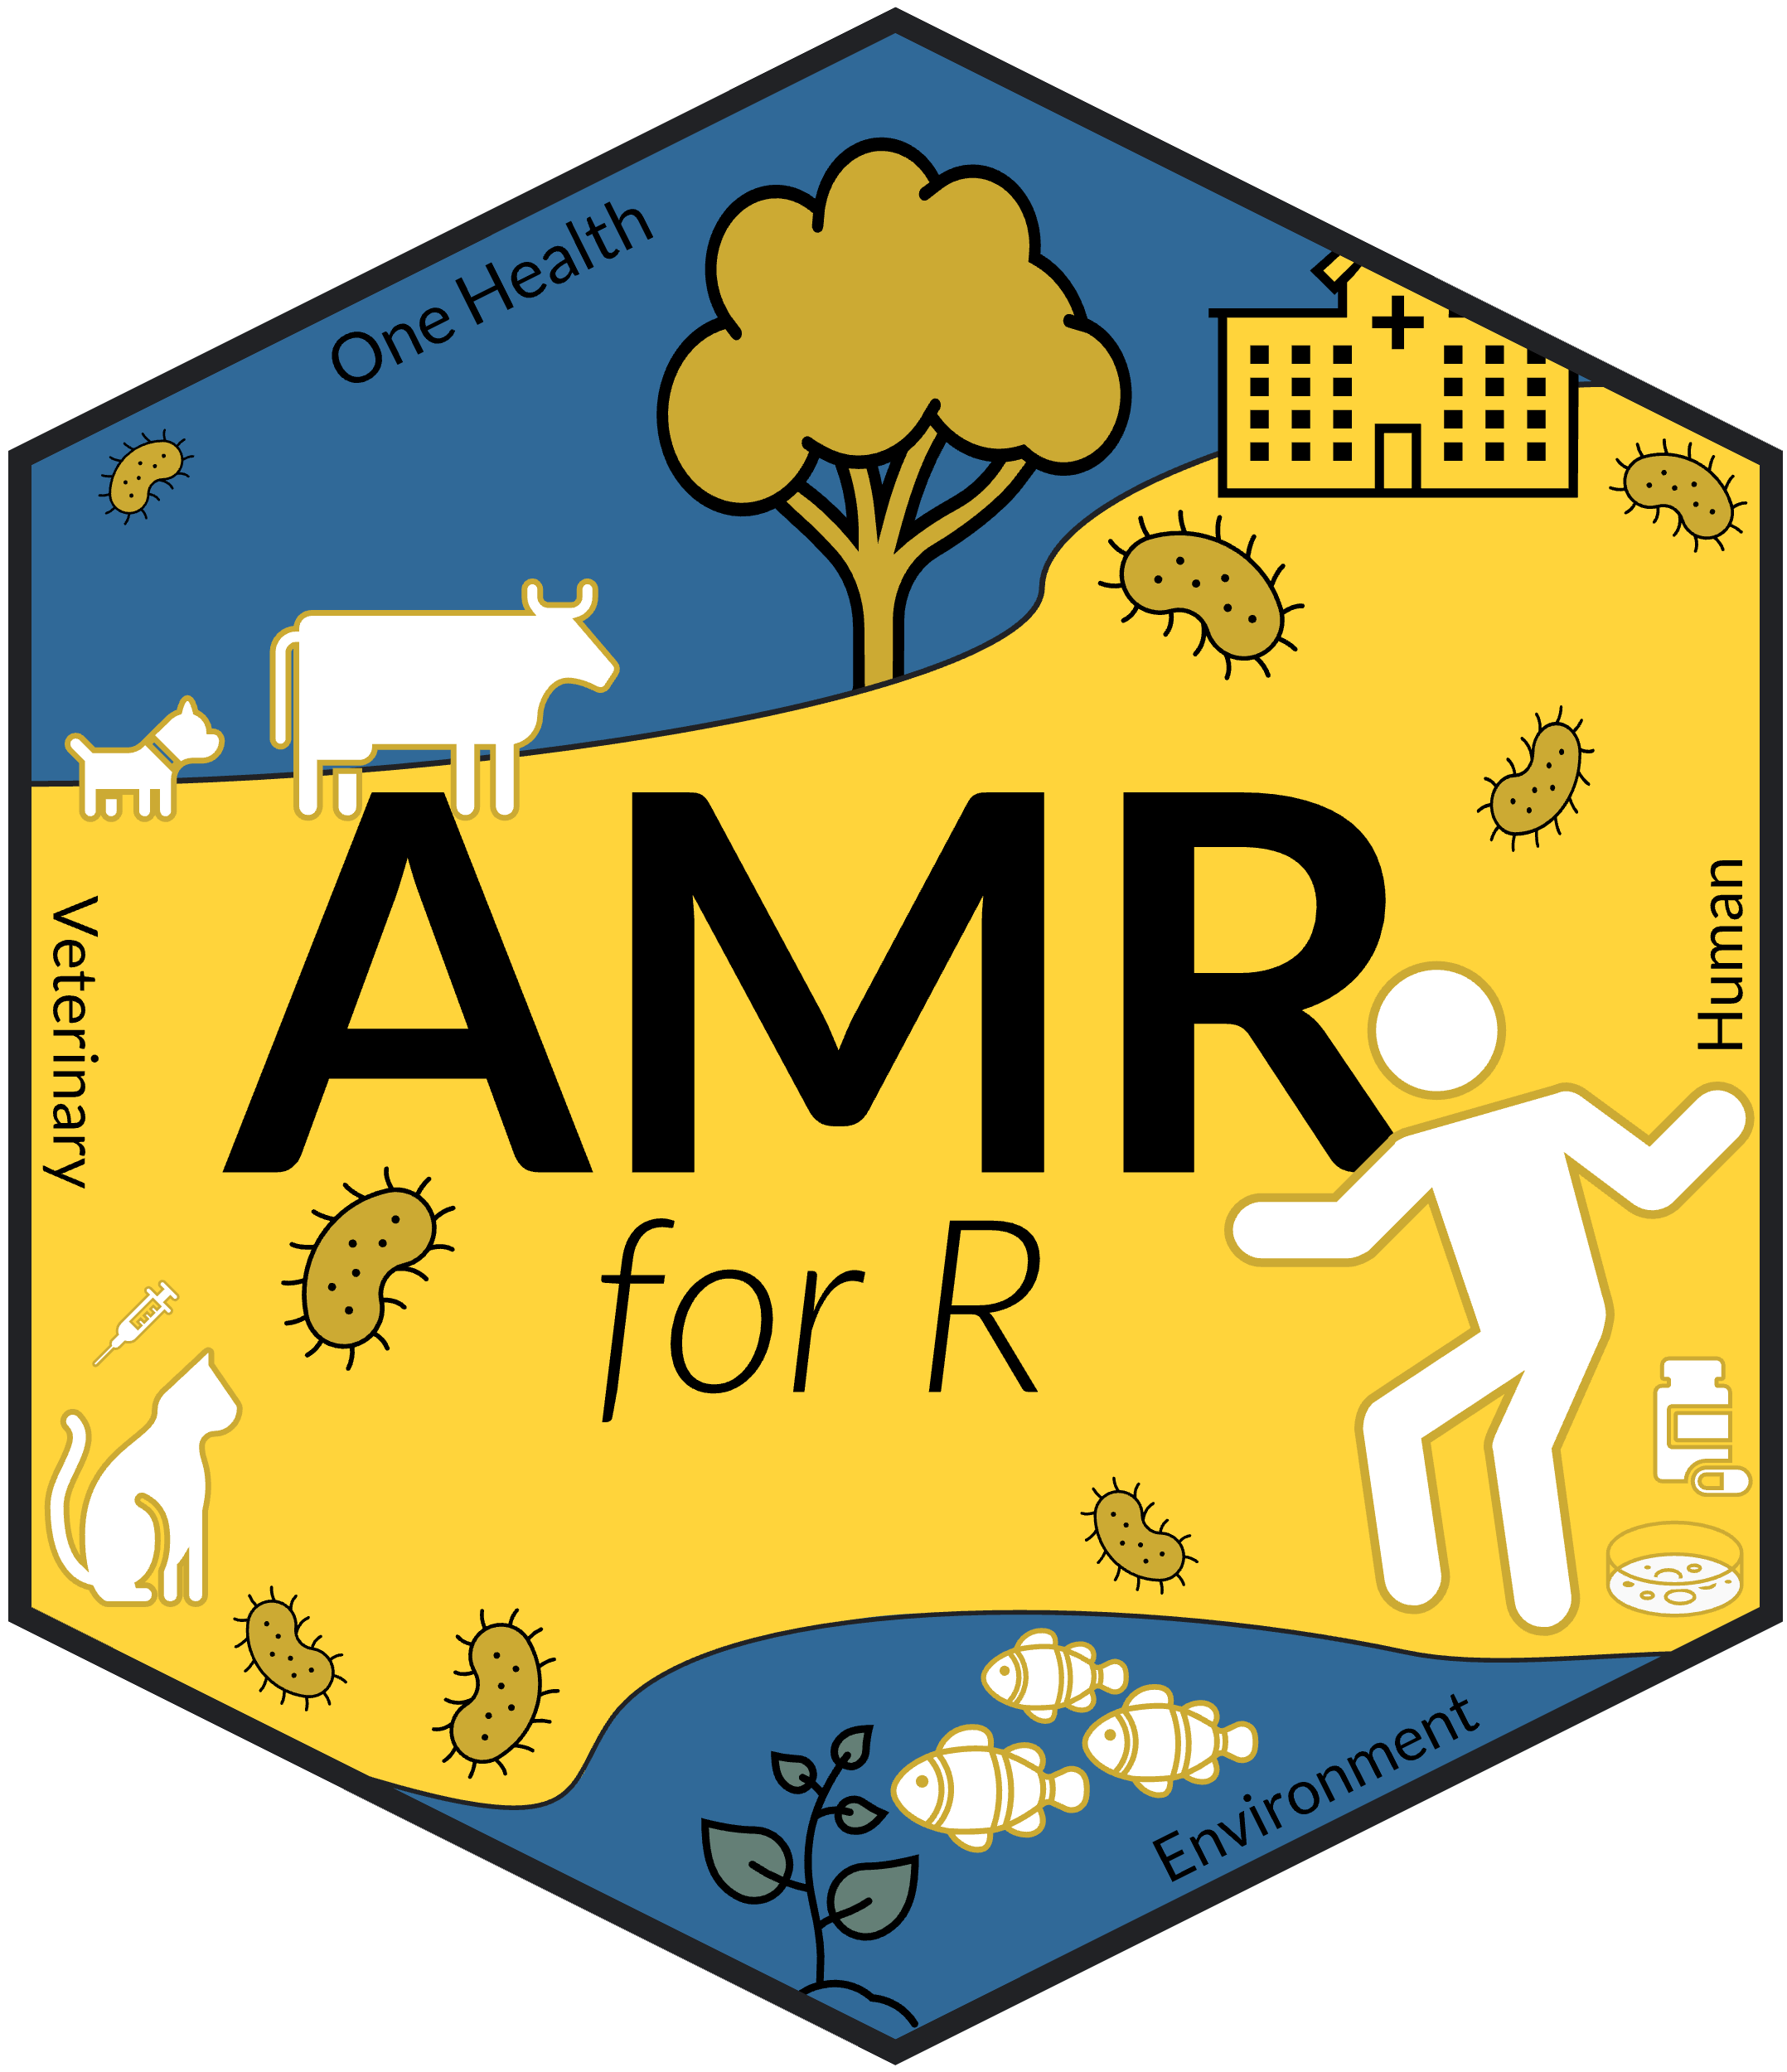 One Health
AMR
for R
Veterinary
Human
Environment